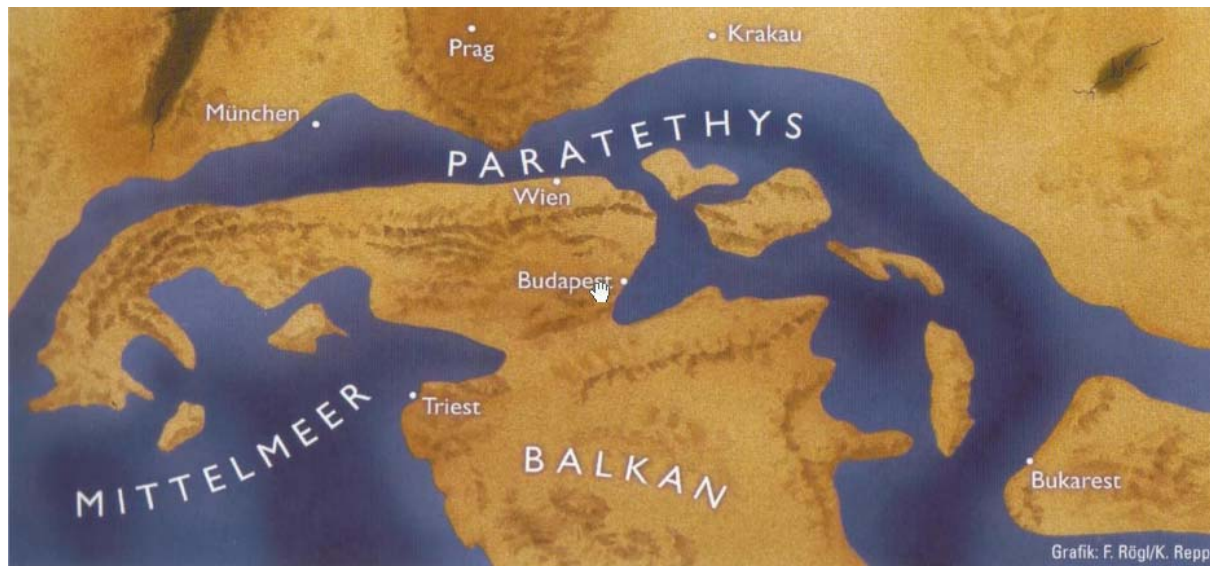 Prag
Krakau
München
PARATETHYS
Wien
Budapest
Triest
MITTELMEER
BALKAN
Bukarest
Grafik: F. Rögl/K. Repp